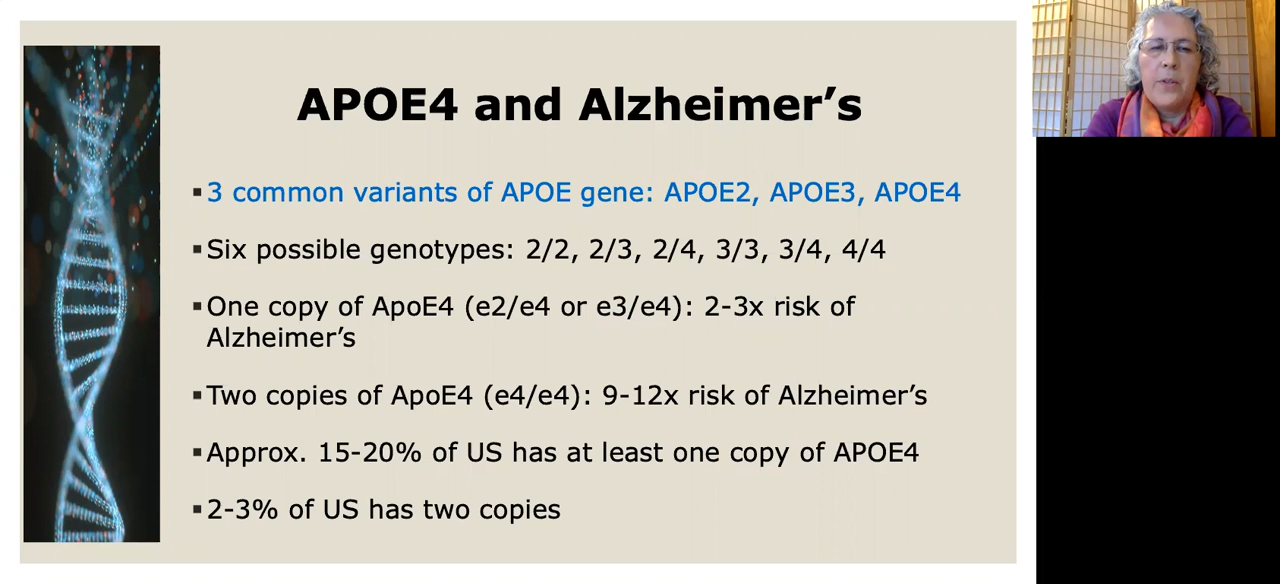 APOE4 and Alzheimer’s
▪3 common variants of APOE gene: APOE2, APOE3, APOE4
▪Six possible genotypes: 2/2, 2/3, 2/4, 3/3, 3/4, 4/4
▪One copy of ApoE4 (e2/e4 or e3/e4): 2-3x risk of
Alzheimer’s
▪Two copies of ApoE4 (e4/e4): 9-12x risk of Alzheimer’s
▪Approx. 15-20% of US has at least one copy of APOE4
▪2-3% of US has two copies